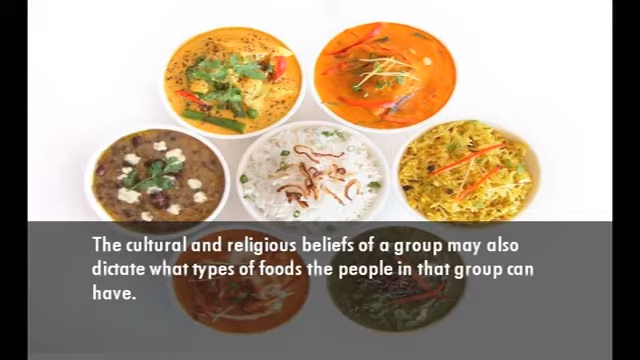 The cultural and religious beliefs of a group may also
dictate what types of foods the people in that group can
have.